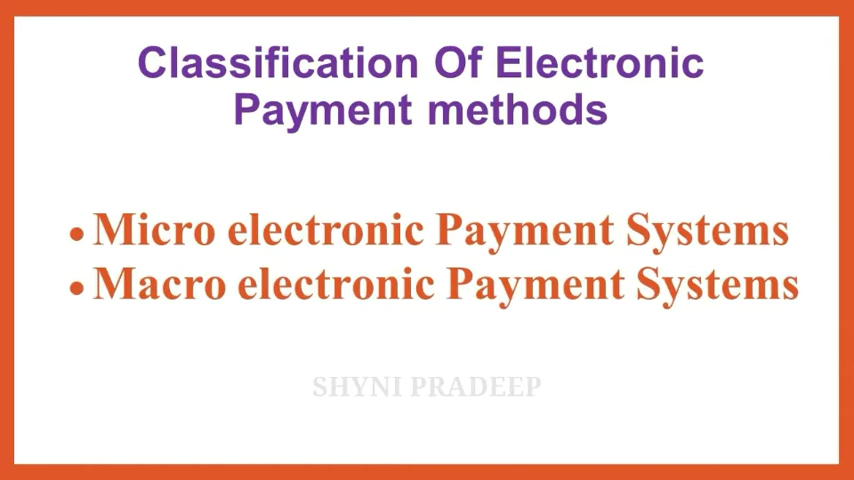 Classification Of Electronic
Payment methods
• Micro electronic Payment Systems
• Macro electronic Payment Systems
SHYNI PRADEEP